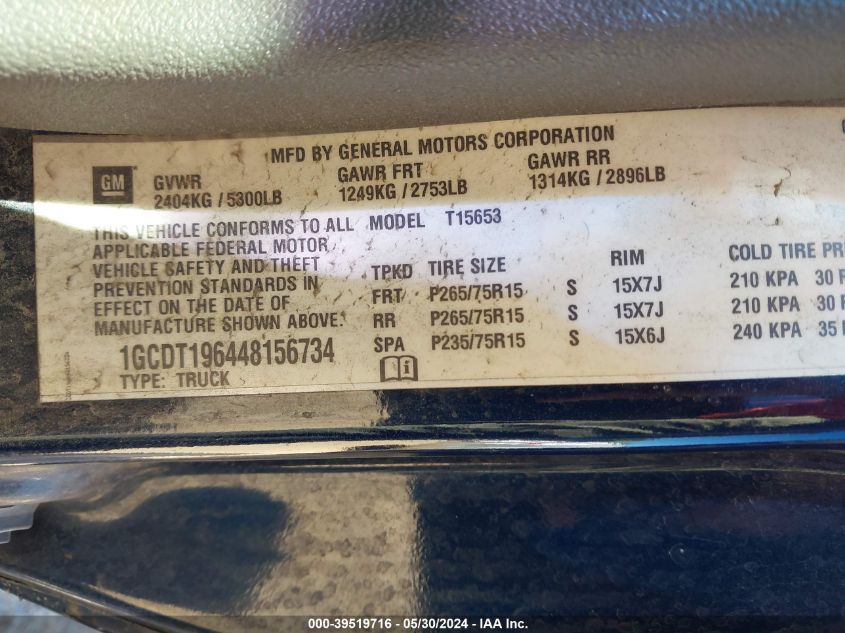 MFD BY GENERAL MOTORS CORPORATION
GM
GVWR GAWR FRT GAWR RR
2404KG / 5300LB 1249KG / 2753LB 1314KG / 2896LB
THIS VEHICLE CONFORMS TO ALL MODEL T15653
APPLICABLE FEDERAL MOTOR
VEHICLE SAFETY AND THEFT
PREVENTION STANDARDS IN
EFFECT ON THE DATE OF
MANUFACTURE SHOWN ABOVE.
1GCDT196448156734
TYPE: TRUCK
TPKD TIRE SIZE RIM COLD TIRE PR
FRT P265/75R15 S 15X7J 210 KPA 30
RR P265/75R15 S 15X7J 210 KPA 30
SPA P235/75R15 S 15X6J 240 KPA 35
000-39519716 - 05/30/2024 - IAA Inc.